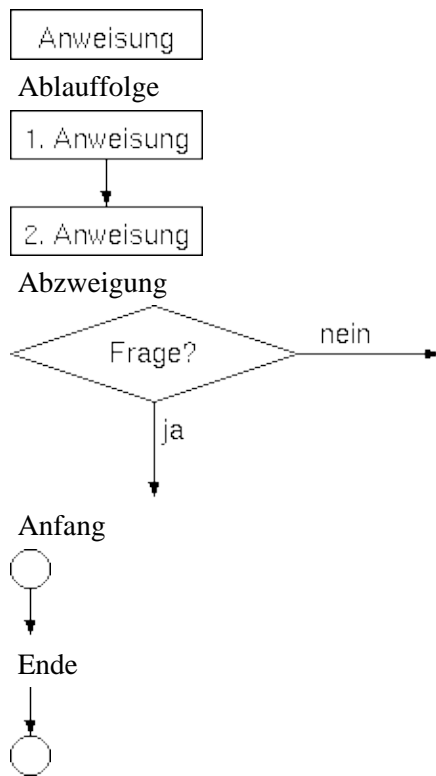 Anweisung
Ablauffolge
1. Anweisung
2. Anweisung
Abzweigung
Frage?
nein
ja
Anfang
Ende